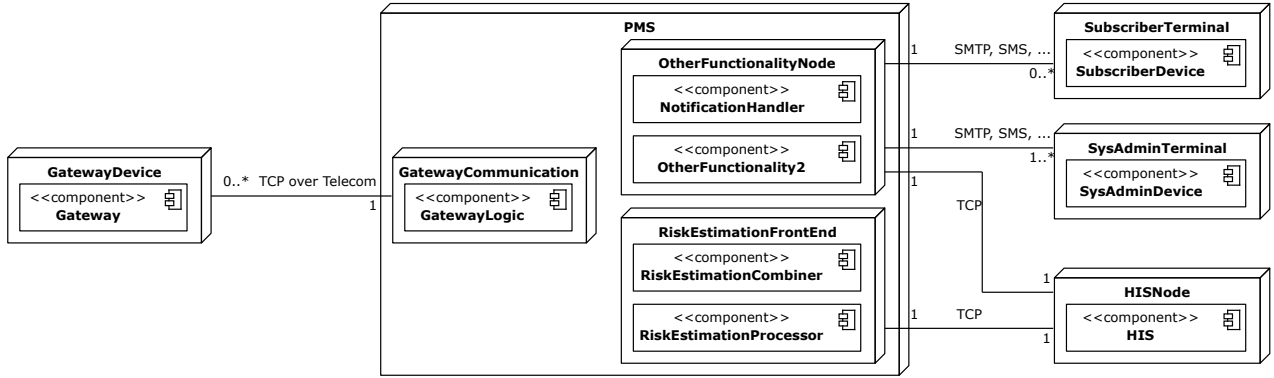 PMS
SubscriberTerminal
<<component>>
SubscriberDevice
OtherFunctionalityNode
<<component>>
NotificationHandler
<<component>>
OtherFunctionality2
1
SMTP, SMS, ...
0..*
1
SMTP, SMS, ...
1..*
SysAdminTerminal
<<component>>
SysAdminDevice
GatewayDevice
<<component>>
Gateway
0..*
TCP over Telecom
1
GatewayCommunication
<<component>>
GatewayLogic
1
TCP
1
RiskEstimationFrontEnd
<<component>>
RiskEstimationCombiner
<<component>>
RiskEstimationProcessor
1
TCP
1
HISNode
<<component>>
HIS